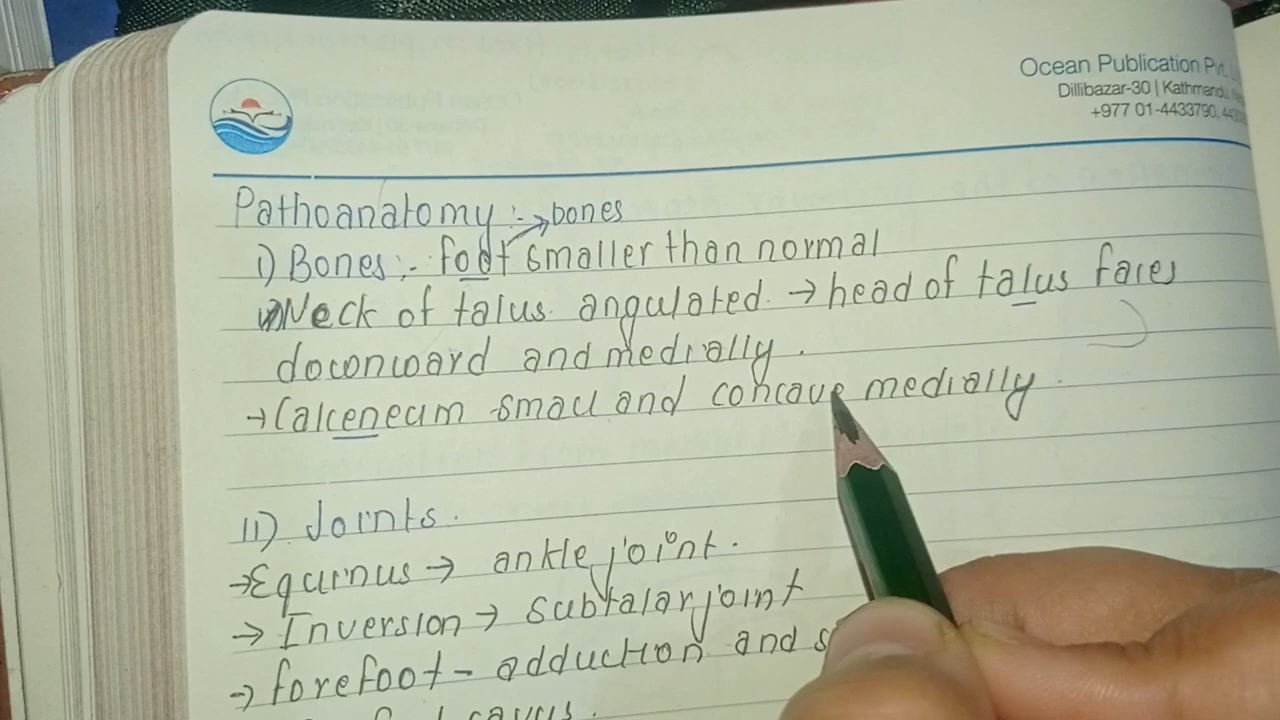 Ocean Publication Pvt.
Dillibazar-30 | Kathmandu,
+977 01-4433790,
Pathoanatomy :- → bones
i) Bones :- foot smaller than normal
Neck of talus angulated. → head of talus faces
downward and medially.
→ Calceneum small and concave medially.
II) Joints.
→ Equinus → ankle joint.
→ Inversion → subtalar joint
→ forefoot - adduction and
cavus.